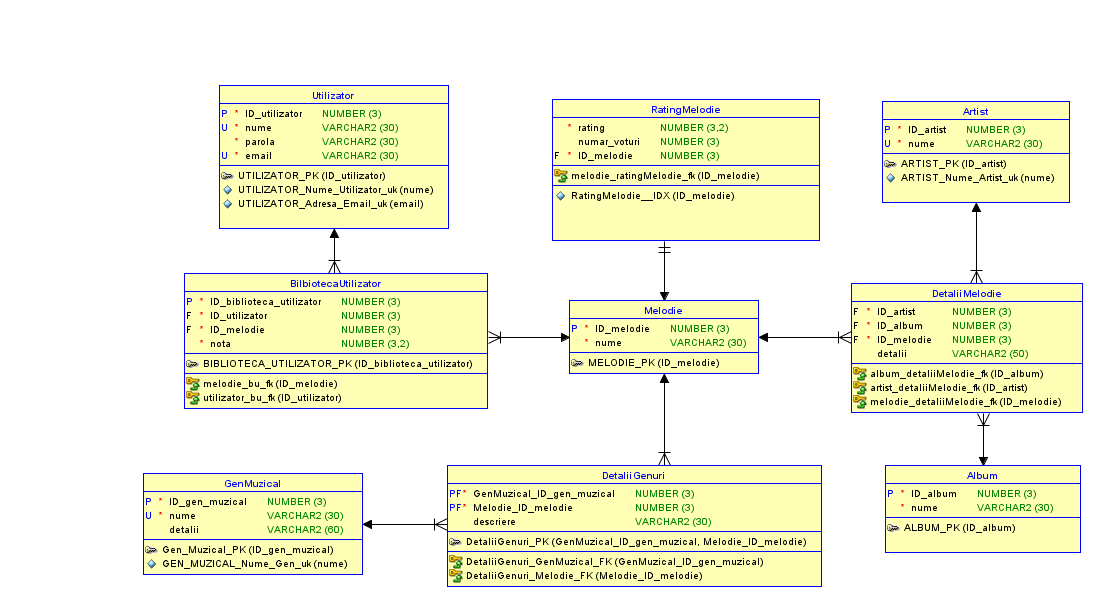 Utilizator
P * ID_utilizator NUMBER (3)
U * nume VARCHAR2 (30)
* parola VARCHAR2 (30)
U * email VARCHAR2 (30)
UTILIZATOR_PK (ID_utilizator)
UTILIZATOR_Nume_Utilizator_uk (nume)
UTILIZATOR_Adresa_Email_uk (email)
RatingMelodie
* rating NUMBER (3,2)
numar_voturi NUMBER (3)
F * ID_melodie NUMBER (3)
melodie_ratingMelodie_fk (ID_melodie)
RatingMelodie__IDX (ID_melodie)
Artist
P * ID_artist NUMBER (3)
U * nume VARCHAR2 (30)
ARTIST_PK (ID_artist)
ARTIST_Nume_Artist_uk (nume)
BilbiotecaUtilizator
P * ID_biblioteca_utilizator NUMBER (3)
F * ID_utilizator NUMBER (3)
F * ID_melodie NUMBER (3)
* nota NUMBER (3,2)
BIBLIOTECA_UTILIZATOR_PK (ID_biblioteca_utilizator)
melodie_bu_fk (ID_melodie)
utilizator_bu_fk (ID_utilizator)
Melodie
P * ID_melodie NUMBER (3)
* nume VARCHAR2 (30)
MELODIE_PK (ID_melodie)
DetaliiMelodie
F * ID_artist NUMBER (3)
F * ID_album NUMBER (3)
F * ID_melodie NUMBER (3)
detalii VARCHAR2 (50)
album_detaliiMelodie_fk (ID_album)
artist_detaliiMelodie_fk (ID_artist)
melodie_detaliiMelodie_fk (ID_melodie)
GenMuzical
P * ID_gen_muzical NUMBER (3)
U * nume VARCHAR2 (30)
detalii VARCHAR2 (60)
Gen_Muzical_PK (ID_gen_muzical)
GEN_MUZICAL_Nume_Gen_uk (nume)
DetaliiGenuri
PF* GenMuzical_ID_gen_muzical NUMBER (3)
PF* Melodie_ID_melodie NUMBER (3)
descriere VARCHAR2 (30)
DetaliiGenuri_PK (GenMuzical_ID_gen_muzical, Melodie_ID_melodie)
DetaliiGenuri_GenMuzical_FK (GenMuzical_ID_gen_muzical)
DetaliiGenuri_Melodie_FK (Melodie_ID_melodie)
Album
P * ID_album NUMBER (3)
* nume VARCHAR2 (30)
ALBUM_PK (ID_album)